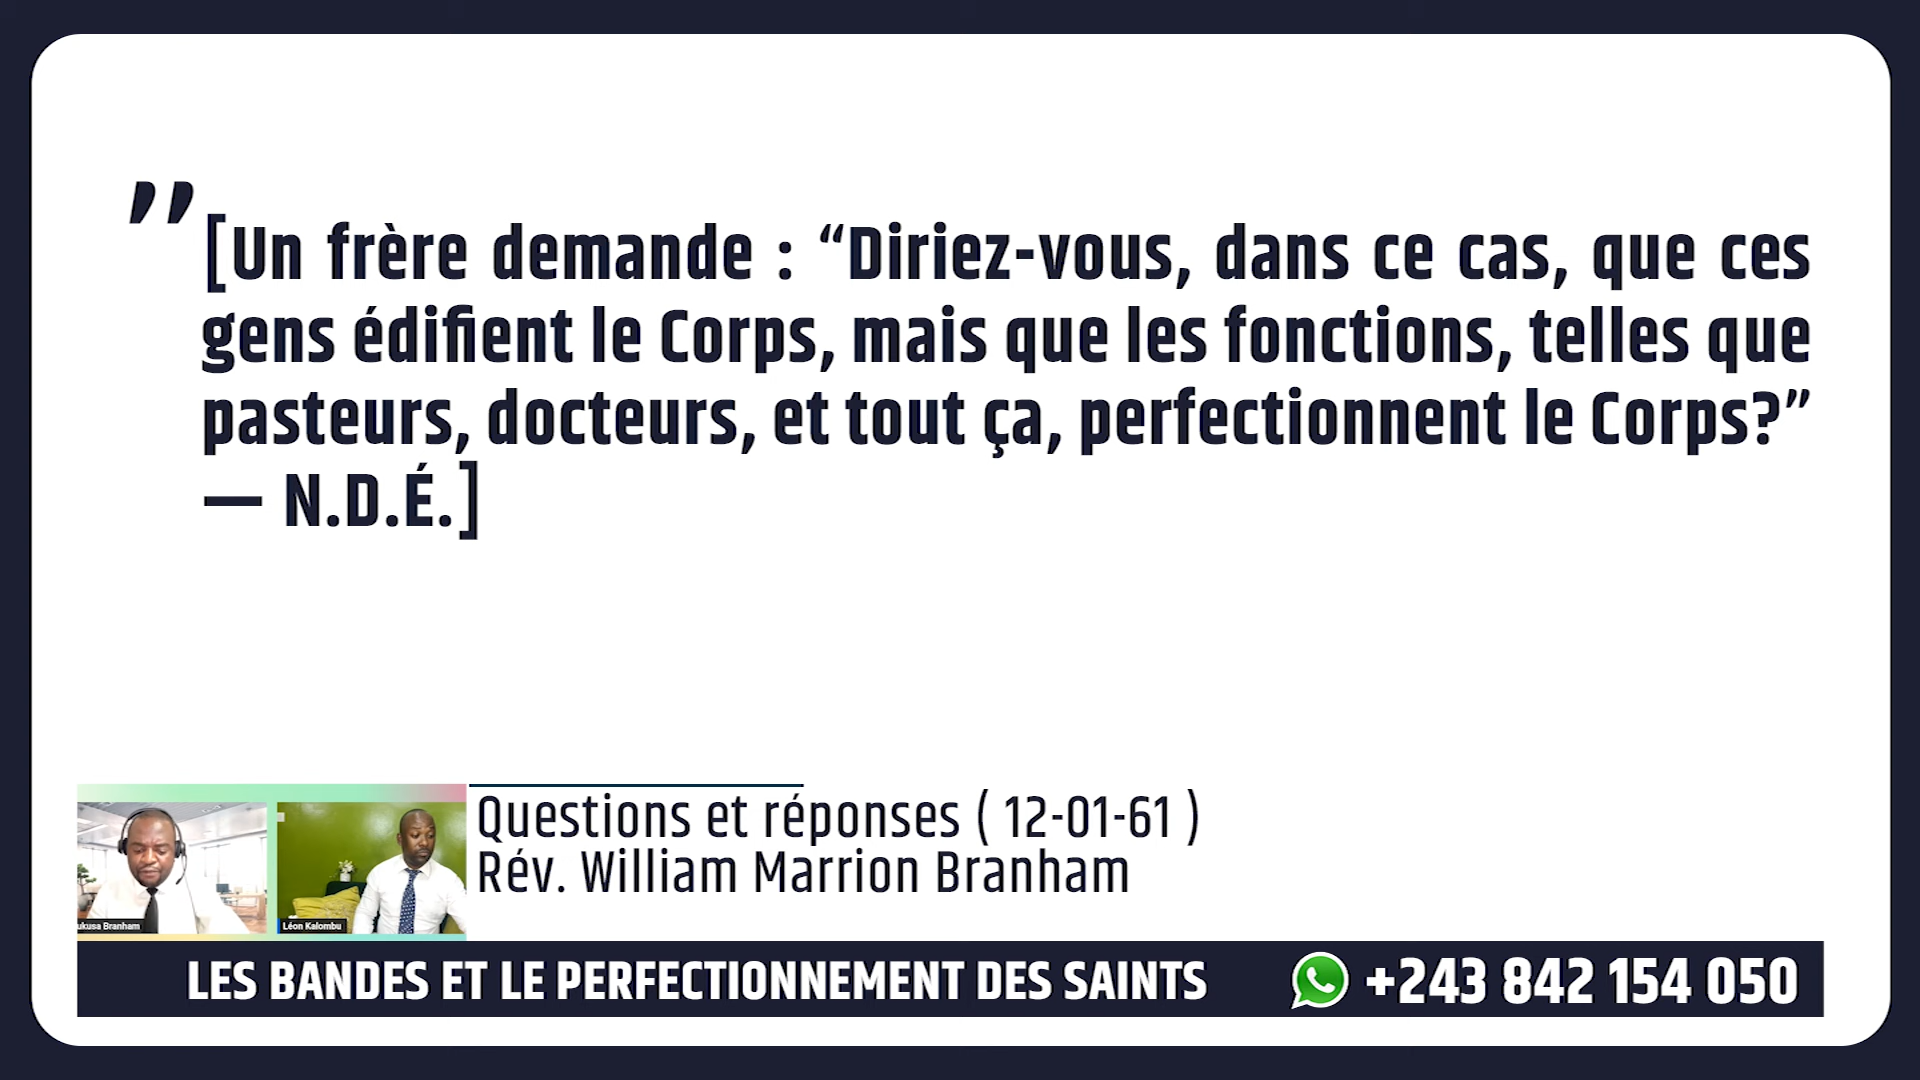 ”
[Un frère demande : “Diriez-vous, dans ce cas, que ces
gens édifient le Corps, mais que les fonctions, telles que
pasteurs, docteurs, et tout ça, perfectionnent le Corps?”
— N.D.É.]
Questions et réponses ( 12-01-61 )
Rév. William Marrion Branham
ukusa Branham
Léon Kalombu
LES BANDES ET LE PERFECTIONNEMENT DES SAINTS
+243 842 154 050